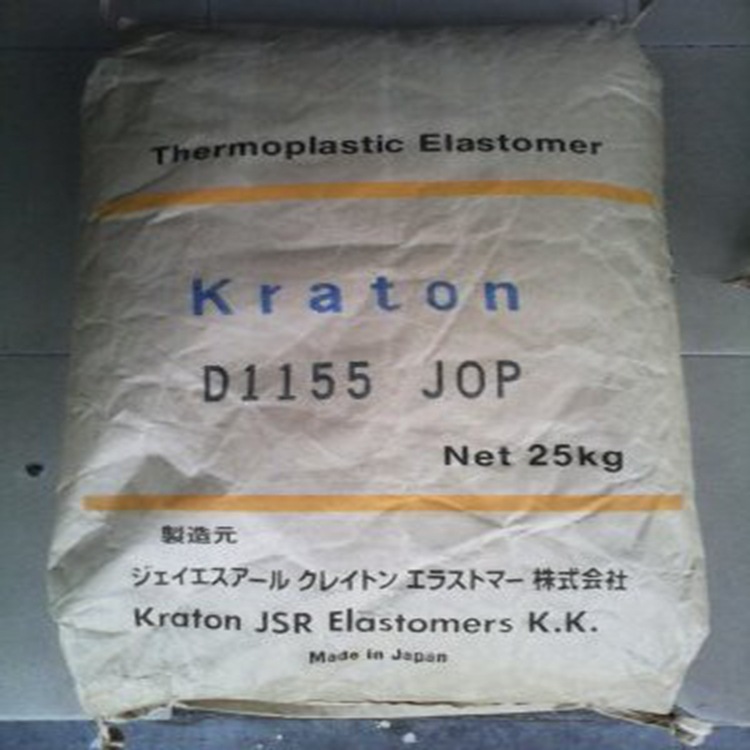 Thermoplastic Elastomer
Kraton
D1155 JOP
Net 25kg
製造元
ジェイエスアール クレイトン エラストマー 株式会社
Kraton JSR Elastomers K.K.
Made in Japan